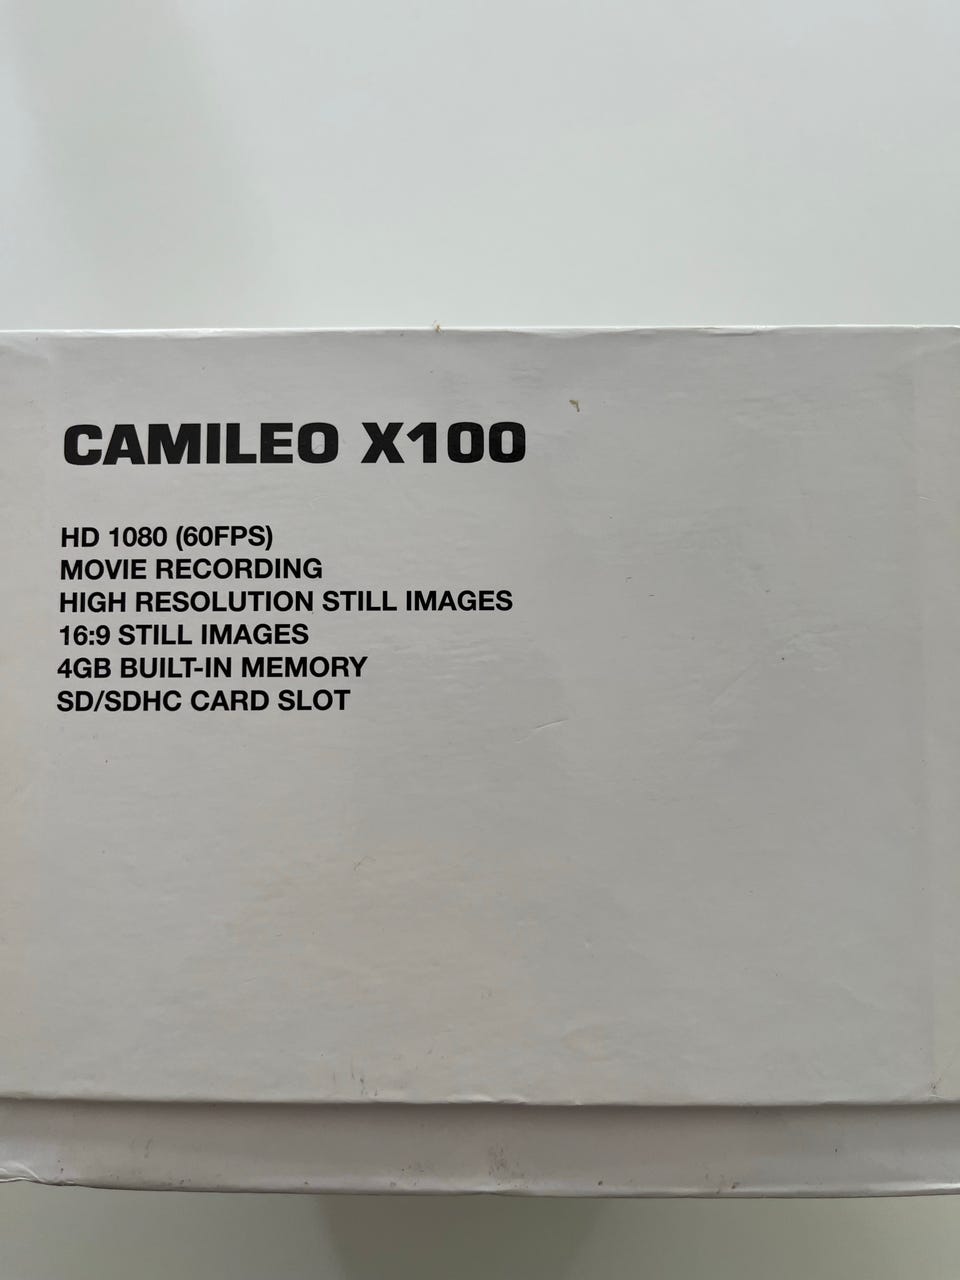 CAMILEO X100
HD 1080 (60FPS)
MOVIE RECORDING
HIGH RESOLUTION STILL IMAGES
16:9 STILL IMAGES
4GB BUILT-IN MEMORY
SD/SDHC CARD SLOT